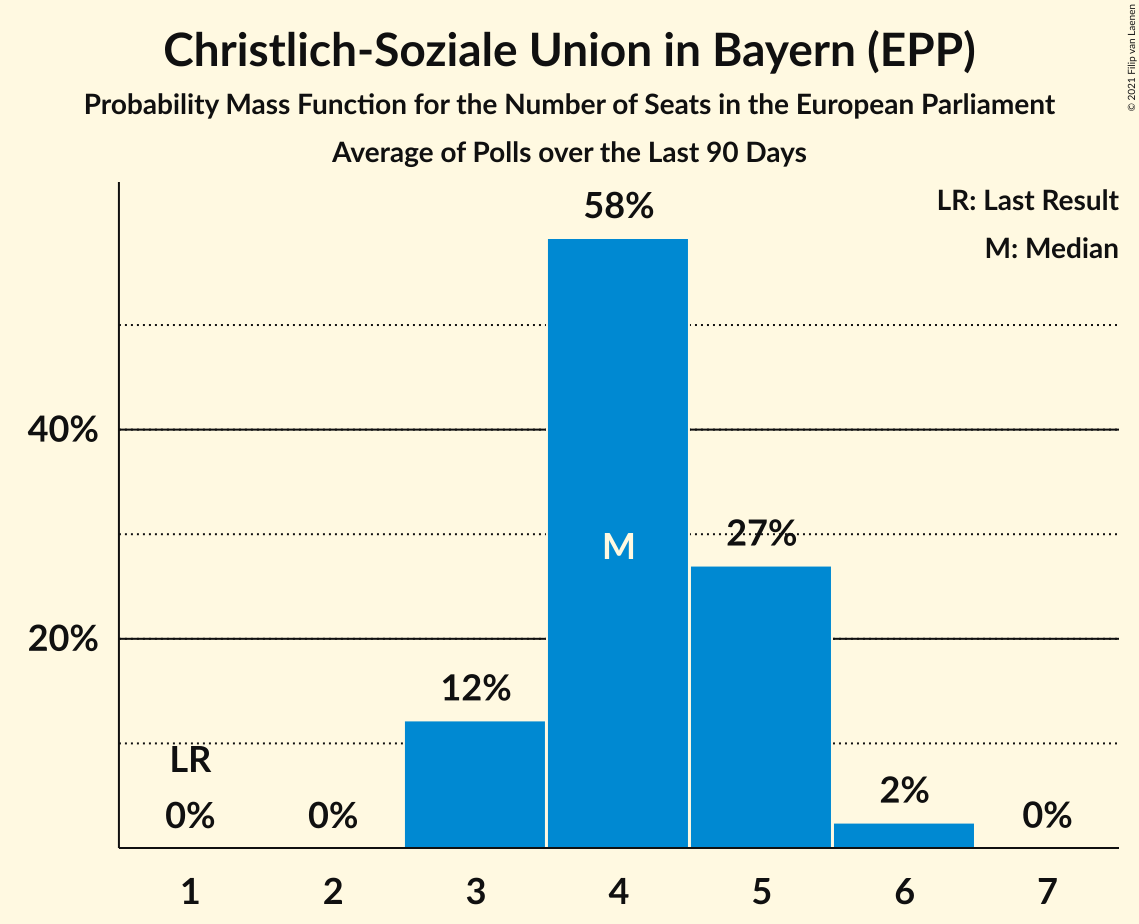 Christlich-Soziale Union in Bayern (EPP)
Probability Mass Function for the Number of Seats in the European Parliament
Average of Polls over the Last 90 Days
© 2021 Filip van Laenen
LR: Last Result
M: Median
58%
40%
M
27%
20%
12%
LR
0%
0%
2%
0%
1 2 3 4 5 6 7